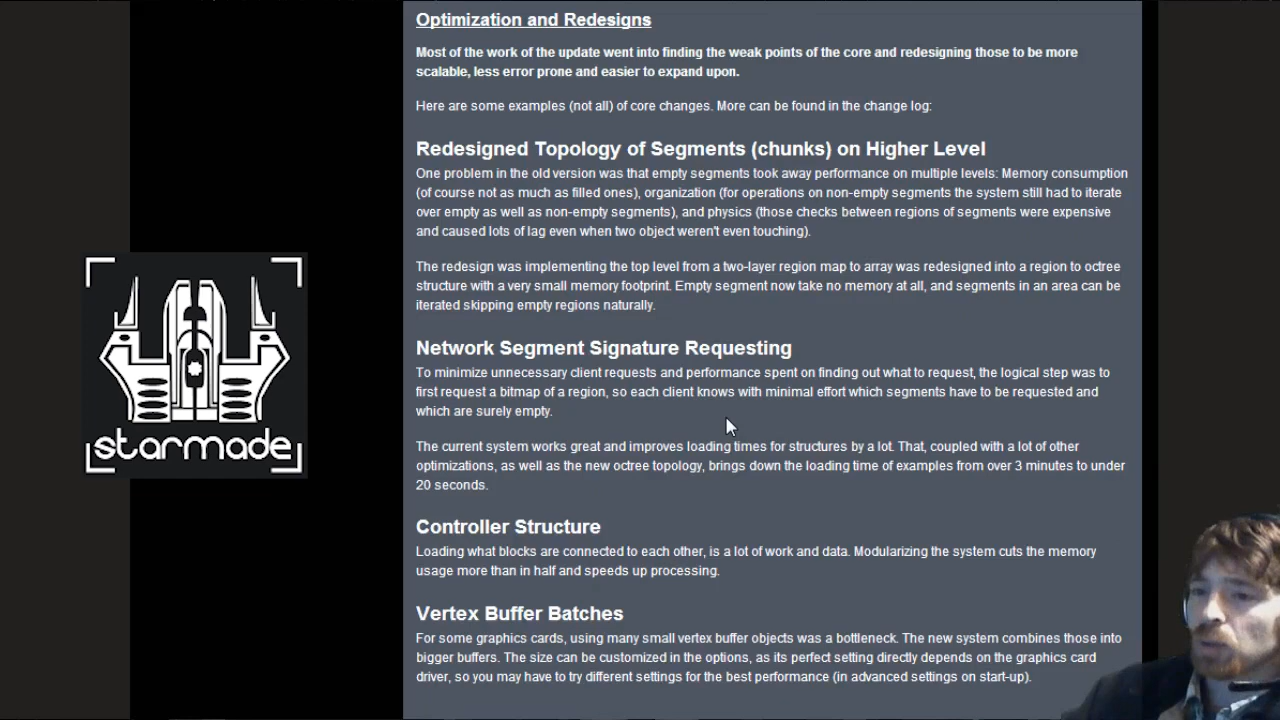 Optimization and Redesigns
Most of the work of the update went into finding the weak points of the core and redesigning those to be more
scalable, less error prone and easier to expand upon.
Here are some examples (not all) of core changes. More can be found in the change log:
Redesigned Topology of Segments (chunks) on Higher Level
One problem in the old version was that empty segments took away performance on multiple levels: Memory consumption
(of course not as much as filled ones), organization (for operations on non-empty segments the system still had to iterate
over empty as well as non-empty segments), and physics (those checks between regions of segments were expensive
and caused lots of lag even when two object weren't even touching).
The redesign was implementing the top level from a two-layer region map to array was redesigned into a region to octree
structure with a very small memory footprint. Empty segment now take no memory at all, and segments in an area can be
iterated skipping empty regions naturally.
Network Segment Signature Requesting
To minimize unnecessary client requests and performance spent on finding out what to request, the logical step was to
first request a bitmap of a region, so each client knows with minimal effort which segments have to be requested and
which are surely empty.
The current system works great and improves loading times for structures by a lot. That, coupled with a lot of other
optimizations, as well as the new octree topology, brings down the loading time of examples from over 3 minutes to under
20 seconds.
Controller Structure
Loading what blocks are connected to each other, is a lot of work and data. Modularizing the system cuts the memory
usage more than in half and speeds up processing.
Vertex Buffer Batches
For some graphics cards, using many small vertex buffer objects was a bottleneck. The new system combines those into
bigger buffers. The size can be customized in the options, as its perfect setting directly depends on the graphics card
driver, so you may have to try different settings for the best performance (in advanced settings on start-up).
starmade